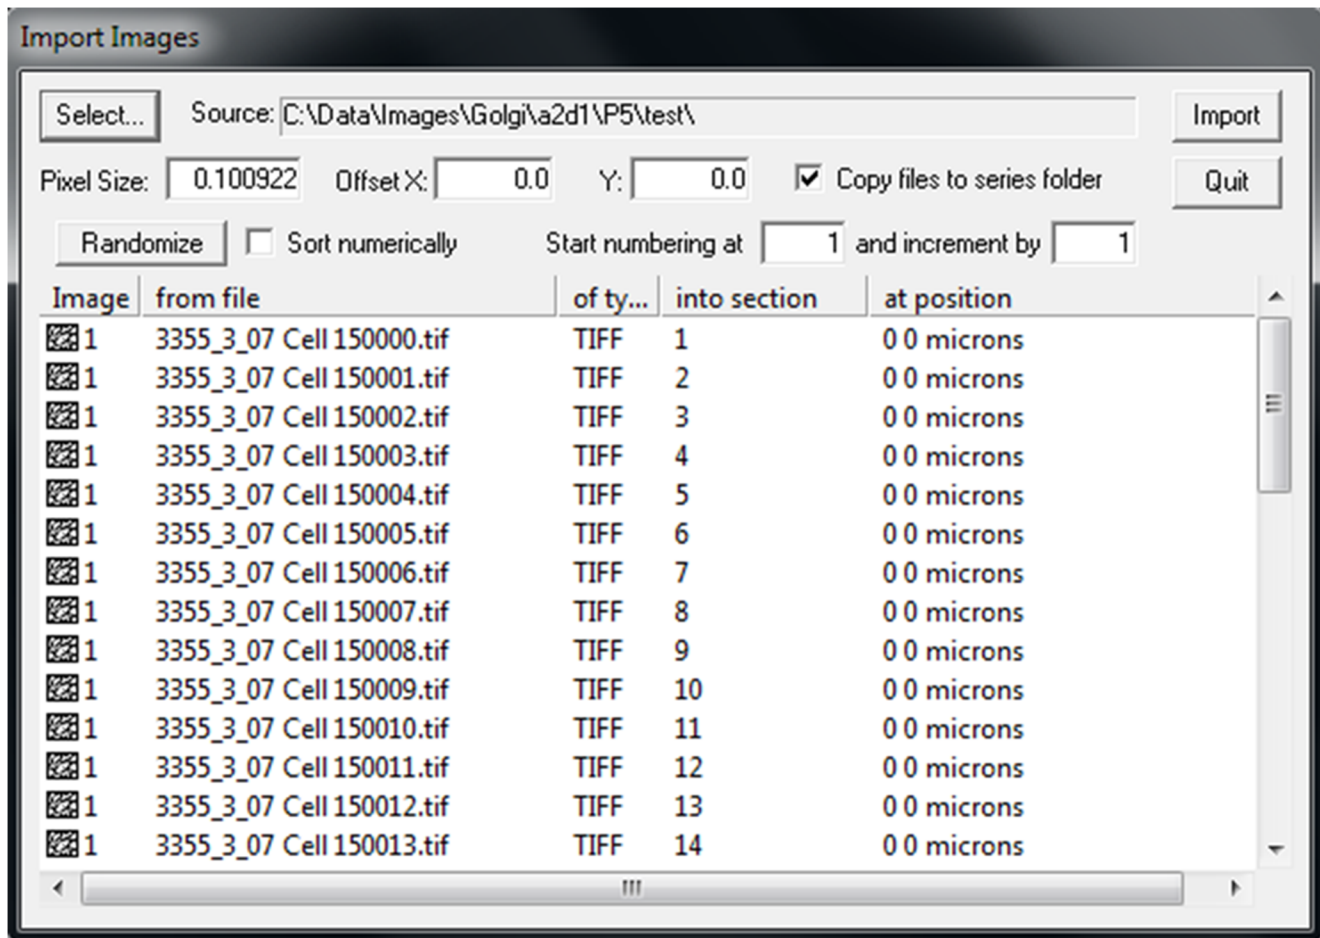 Import Images
Select... Source: C:\Data\Images\Golgi\a2d1\P5\test\ Import
Pixel Size: 0.100922 Offset X: 0.0 Y: 0.0 Copy files to series folder Quit
Randomize Sort numerically Start numbering at 1 and increment by 1
Image from file of ty... into section at position
1 3355_3_07 Cell 150000.tif TIFF 1 0 0 microns
1 3355_3_07 Cell 150001.tif TIFF 2 0 0 microns
1 3355_3_07 Cell 150002.tif TIFF 3 0 0 microns
1 3355_3_07 Cell 150003.tif TIFF 4 0 0 microns
1 3355_3_07 Cell 150004.tif TIFF 5 0 0 microns
1 3355_3_07 Cell 150005.tif TIFF 6 0 0 microns
1 3355_3_07 Cell 150006.tif TIFF 7 0 0 microns
1 3355_3_07 Cell 150007.tif TIFF 8 0 0 microns
1 3355_3_07 Cell 150008.tif TIFF 9 0 0 microns
1 3355_3_07 Cell 150009.tif TIFF 10 0 0 microns
1 3355_3_07 Cell 150010.tif TIFF 11 0 0 microns
1 3355_3_07 Cell 150011.tif TIFF 12 0 0 microns
1 3355_3_07 Cell 150012.tif TIFF 13 0 0 microns
1 3355_3_07 Cell 150013.tif TIFF 14 0 0 microns